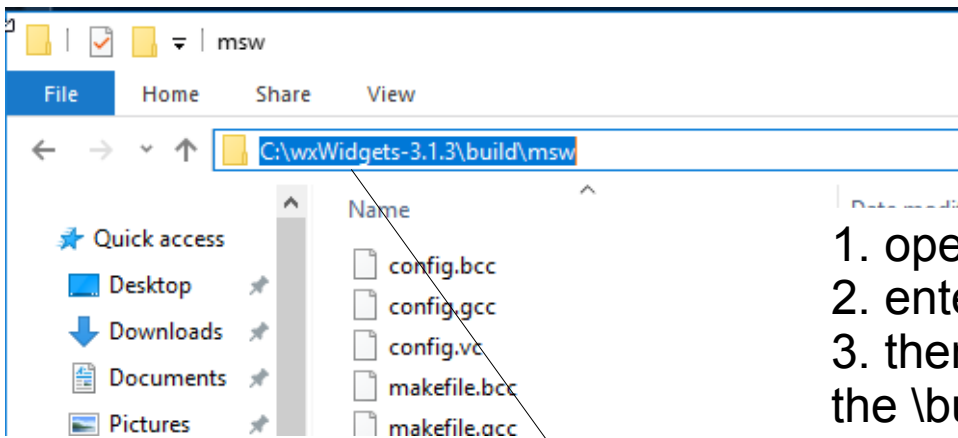 msw
File Home Share View
C:\wxWidgets-3.1.3\build\msw
Name
Quick access
config.bcc
Desktop
config.gcc
Downloads
config.vc
Documents
makefile.bcc
Pictures
makefile.gcc
1.
2.
3.
the